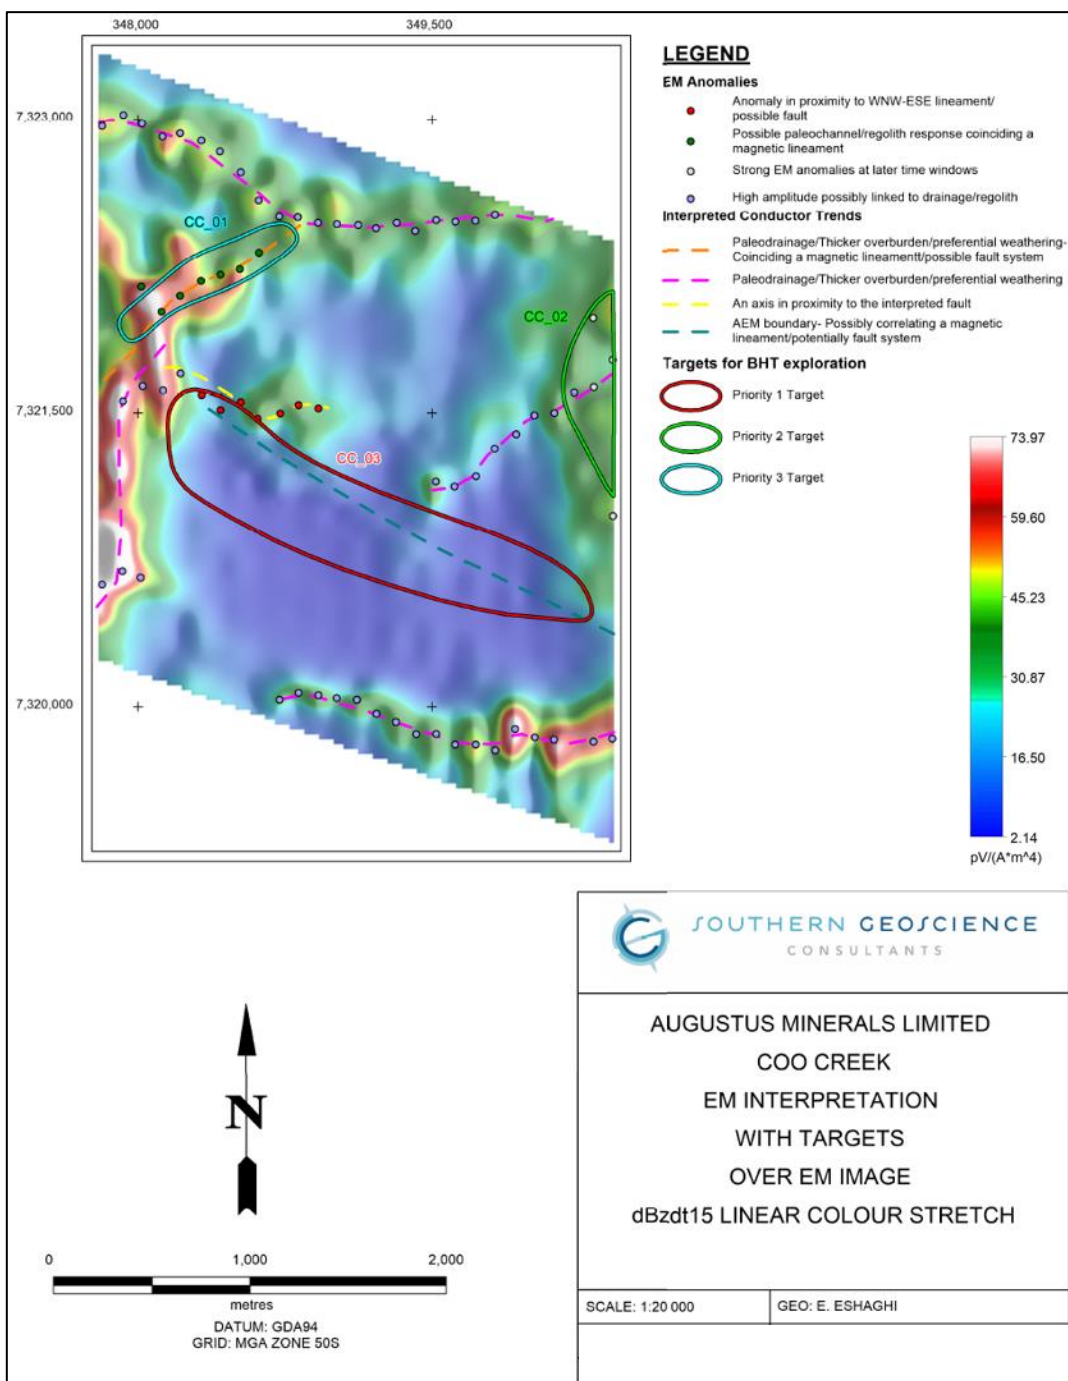 348,000
349,500
7,323,000
7,321,500
7,320,000
CC_01
CC_02
CC_03
LEGEND
EM Anomalies
Anomaly in proximity to WNW-ESE lineament/
possible fault
Possible paleochannel/regolith response coinciding a
magnetic lineament
Strong EM anomalies at later time windows
High amplitude possibly linked to drainage/regolith
Interpreted Conductor Trends
Paleodrainage/Thicker overburden/preferential weathering-
Coinciding a magnetic lineamentt/possible fault system
Paleodrainage/Thicker overburden/preferential weathering
An axis in proximity to the interpreted fault
AEM boundary- Possibly correlating a magnetic
lineament/potentially fault system
Targets for BHT exploration
Priority 1 Target
Priority 2 Target
Priority 3 Target
73.97
59.60
45.23
30.87
16.50
2.14
pV/(A*m^4)
N
0
1,000
2,000
metres
DATUM: GDA94
GRID: MGA ZONE 50S
SOUTHERN GEOSCIENCE
CONSULTANTS
AUGUSTUS MINERALS LIMITED
COO CREEK
EM INTERPRETATION
WITH TARGETS
OVER EM IMAGE
dBzdt15 LINEAR COLOUR STRETCH
SCALE: 1:20 000
GEO: E. ESHAGHI